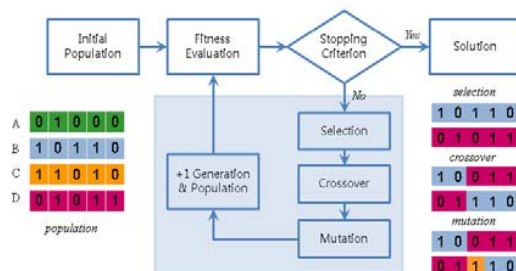 Initial
Population
Fitness
Evaluation
Stopping
Criterion
Yes
Solution
No
Selection
Crossover
Mutation
+1 Generation
& Population
A 0 1 0 0 0
B 1 0 1 1 0
C 1 1 0 1 0
D 0 1 0 1 1
population
selection
1 0 1 1 0
0 1 0 1 1
crossover
1 0 0 1 1
0 1 1 1 0
mutation
1 0 0 1 1
0 1 1 1 0